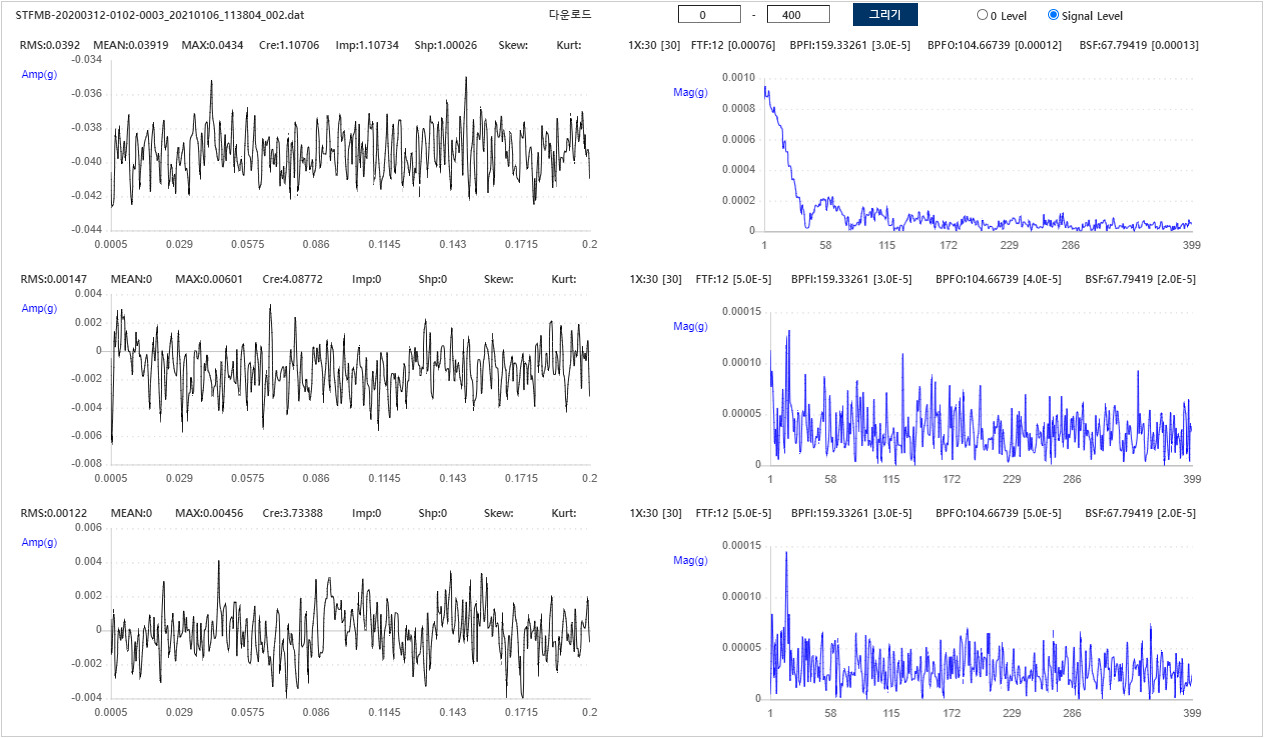 STFMB-20200312-0102-0003_20210106_113804_002.dat 다운로드 0 - 400 그리기 0 Level Signal Level
RMS:0.0392 MEAN:0.03919 MAX:0.0434 Cre:1.10706 Imp:1.10734 Shp:1.00026 Skew: Kurt:
1X:30 [30] FTF:12 [0.00076] BPFI:159.33261 [3.0E-5] BPFO:104.66739 [0.00012] BSF:67.79419 [0.00013]
Amp(g)
-0.034
-0.036
-0.038
-0.040
-0.042
-0.044
0.0005 0.029 0.0575 0.086 0.1145 0.143 0.1715 0.2
Mag(g)
0.0010
0.0008
0.0006
0.0004
0.0002
0
1 58 115 172 229 286 399
RMS:0.00147 MEAN:0 MAX:0.00601 Cre:4.08772 Imp:0 Shp:0 Skew: Kurt:
1X:30 [30] FTF:12 [5.0E-5] BPFI:159.33261 [3.0E-5] BPFO:104.66739 [4.0E-5] BSF:67.79419 [2.0E-5]
Amp(g)
0.004
0.002
0
-0.002
-0.004
-0.006
-0.008
0.0005 0.029 0.0575 0.086 0.1145 0.143 0.1715 0.2
Mag(g)
0.00015
0.00010
0.00005
0
1 58 115 172 229 286 399
RMS:0.00122 MEAN:0 MAX:0.00456 Cre:3.73388 Imp:0 Shp:0 Skew: Kurt:
1X:30 [30] FTF:12 [5.0E-5] BPFI:159.33261 [3.0E-5] BPFO:104.66739 [5.0E-5] BSF:67.79419 [2.0E-5]
Amp(g)
0.006
0.004
0.002
0
-0.002
-0.004
0.0005 0.029 0.0575 0.086 0.1145 0.143 0.1715 0.2
Mag(g)
0.00015
0.00010
0.00005
0
1 58 115 172 229 286 399